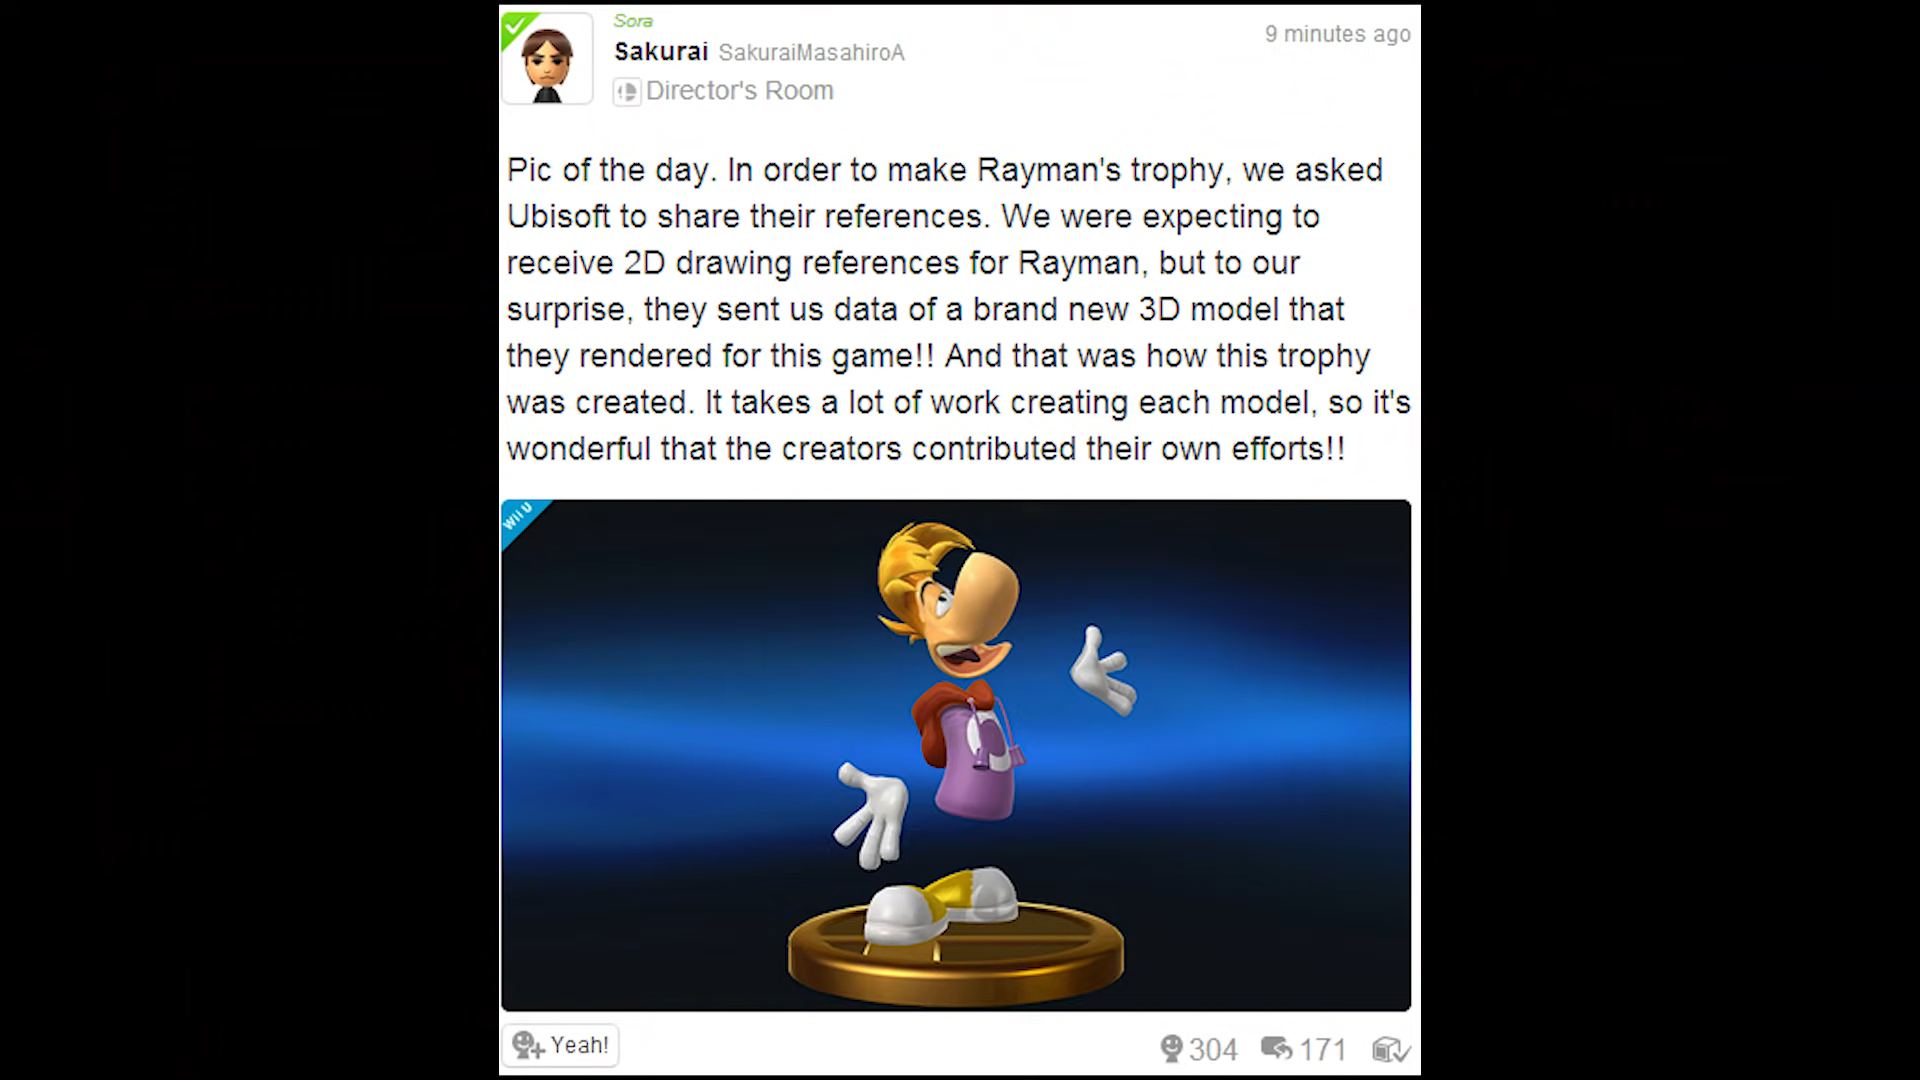 Sora
Sakurai SakuraiMasahiroA
9 minutes ago
Director's Room
Pic of the day. In order to make Rayman's trophy, we asked
Ubisoft to share their references. We were expecting to
receive 2D drawing references for Rayman, but to our
surprise, they sent us data of a brand new 3D model that
they rendered for this game!! And that was how this trophy
was created. It takes a lot of work creating each model, so it's
wonderful that the creators contributed their own efforts!!
Wii U
Yeah!
304
171